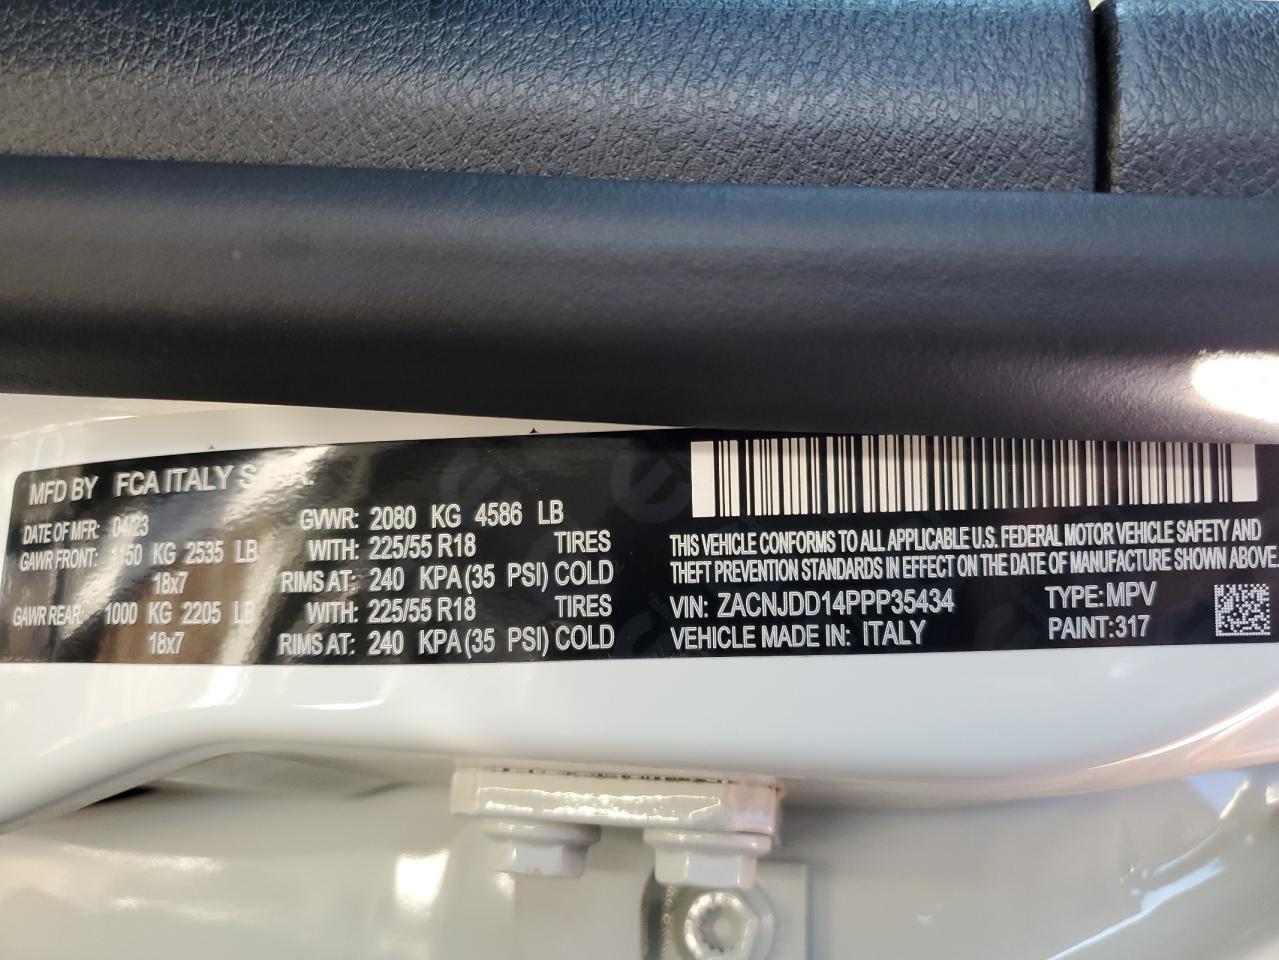 MFD BY FCA ITALY S.p.A.
DATE OF MFR: 04/23 GVWR: 2080 KG 4586 LB
GAWR FRONT: 1150 KG 2535 LB WITH: 225/55 R18 TIRES
18x7 RIMS AT: 240 KPA (35 PSI) COLD
GAWR REAR: 1000 KG 2205 LB WITH: 225/55 R18 TIRES
18x7 RIMS AT: 240 KPA (35 PSI) COLD
THIS VEHICLE CONFORMS TO ALL APPLICABLE U.S. FEDERAL MOTOR VEHICLE SAFETY AND
THEFT PREVENTION STANDARDS IN EFFECT ON THE DATE OF MANUFACTURE SHOWN ABOVE.
VIN: ZACNJDD14PPP35434 TYPE: MPV
VEHICLE MADE IN: ITALY PAINT: 317